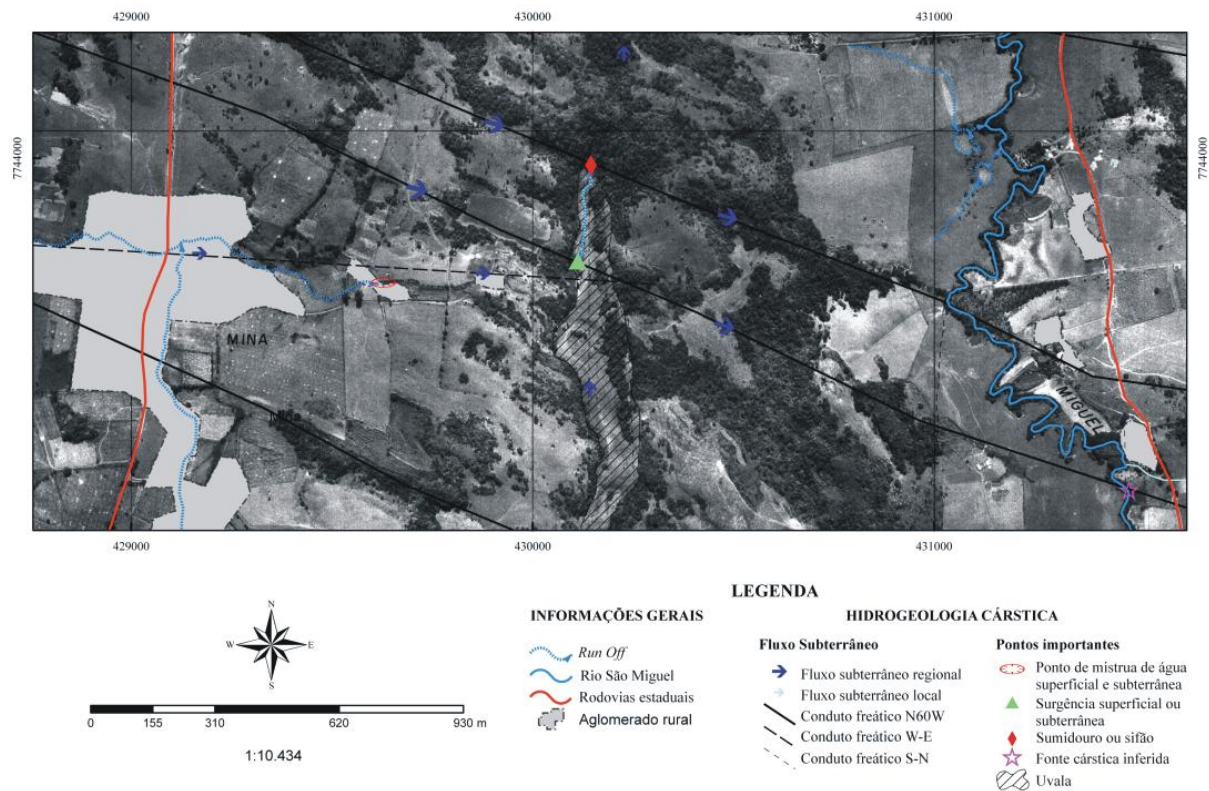 429000 430000 431000
7744000
7744000
MINA
MIGUEL
429000 430000 431000
LEGENDA
INFORMAÇÕES GERAIS
Run Off
Rio São Miguel
Rodovias estaduais
Aglomerado rural
HIDROGEOLOGIA CÁRSTICA
Fluxo Subterrâneo
Fluxo subterrâneo regional
Fluxo subterrâneo local
Conduto freático N60W
Conduto freático W-E
Conduto freático S-N
Pontos importantes
Ponto de mistrua de água
superficial e subterrânea
Surgência superficial ou
subterrânea
Sumidouro ou sifão
Fonte cárstica inferida
Uvala
N
W E
S
0 155 310 620 930 m
1:10.434